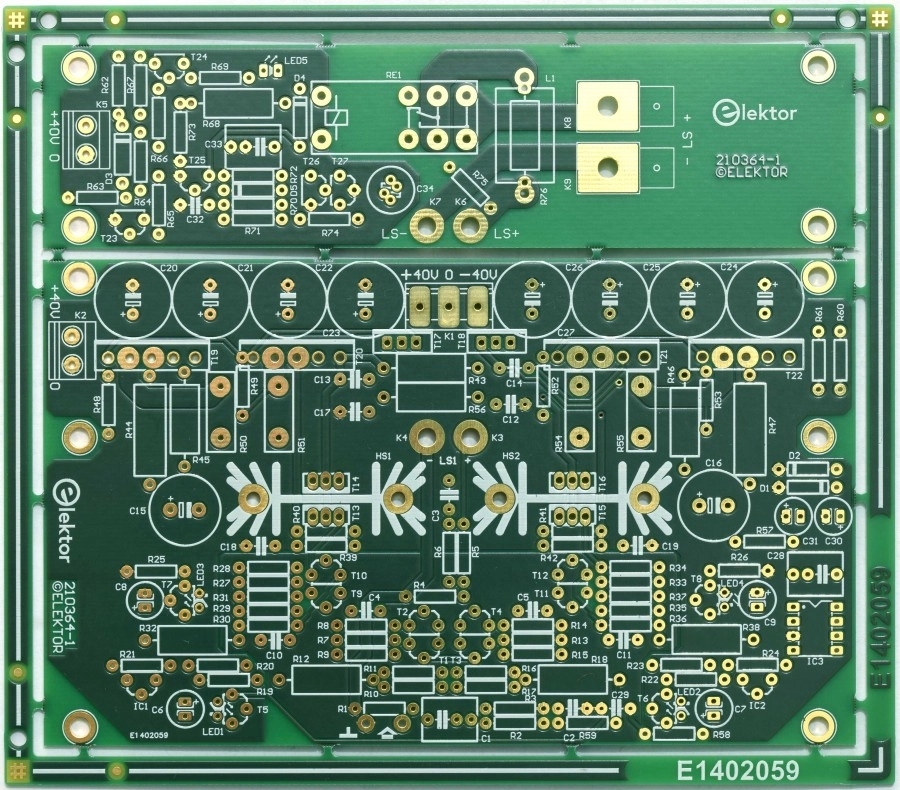 T24
LED5
R62
R67
R69
D4
RE1
L1
K5
+40V 0
R68
R73
K8
LS +
elektor
C33
R66
T25
T26
T27
210364-1
©ELEKTOR
D3
R72
R75
K9
- LS
C34
R63
R64
R65
C32
R70
R76
K7
K6
T23
R71
R74
LS-
LS+
C20
C21
C22
+40V 0 -40V
C26
C25
C24
+40V
0
K2
C23
K1
C27
R61
R60
T19
T20
T17
T18
T21
T22
C13
R43
C14
R48
R49
R52
R46
R53
R44
C17
R56
C12
R47
R45
R50
R51
K4
K3
R54
R55
- LS1 +
HS1
HS2
C16
D2
D1
T14
T16
C15
C3
elektor
R40
T13
R41
T15
C31
C30
R57
C18
R39
R6
R5
R42
C19
C28
R25
LED3
R28
T10
T12
R34
R26
C8
T7
R27
R33
T8
LED4
R31
R4
R37
C9
R29
T9
C4
C5
T11
R35
R30
T2
T4
R36
210364-1
©ELEKTOR
R32
R8
R14
R38
R7
R15
C10
R9
R13
C11
IC3
R21
R20
R12
R11
T1
T3
R16
R18
R23
R24
R19
R10
R17
R22
IC1
C6
T5
R1
R3
C29
T6
LED2
C7
IC2
E1402059
LED1
C1
R2
C2
R59
R58
E1402059
E1402059